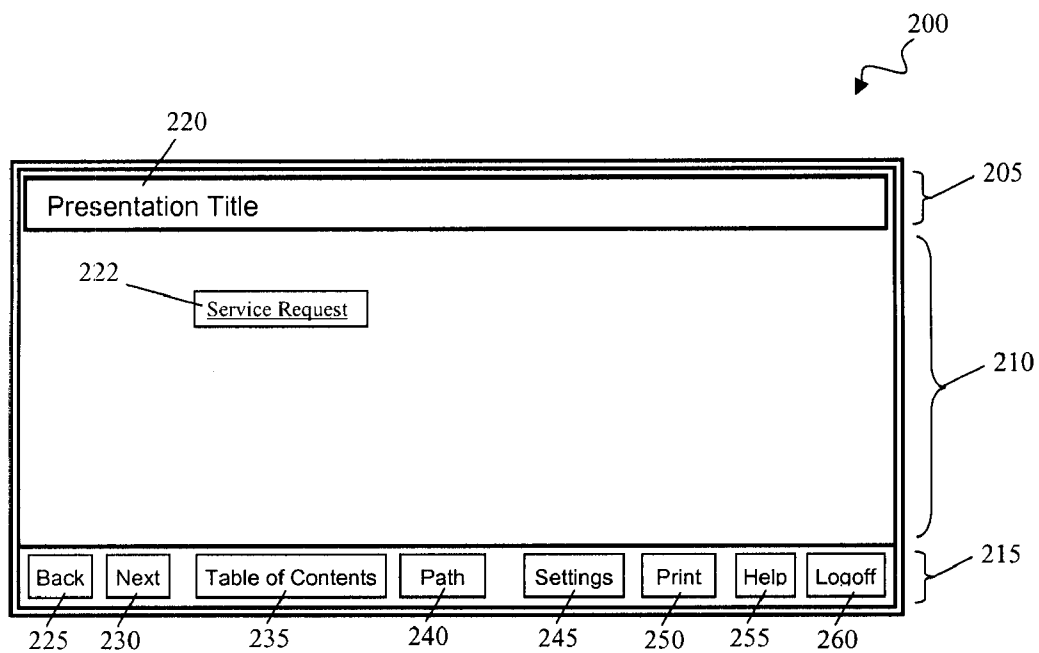 200
220
205
Presentation Title
222
Service Request
210
215
Back Next Table of Contents Path Settings Print Help Logoff
225 230 235 240 245 250 255 260